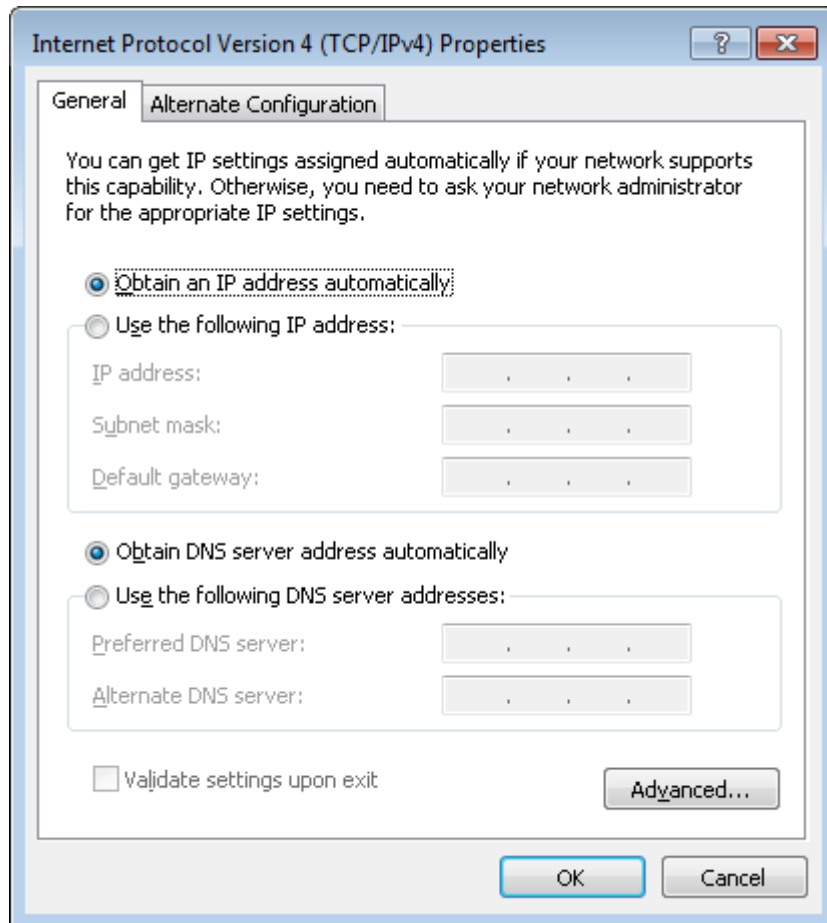 Internet Protocol Version 4 (TCP/IPv4) Properties
General
Alternate Configuration
You can get IP settings assigned automatically if your network supports
this capability. Otherwise, you need to ask your network administrator
for the appropriate IP settings.
Obtain an IP address automatically
Use the following IP address:
IP address:
Subnet mask:
Default gateway:
Obtain DNS server address automatically
Use the following DNS server addresses:
Preferred DNS server:
Alternate DNS server:
Validate settings upon exit
Advanced...
OK
Cancel